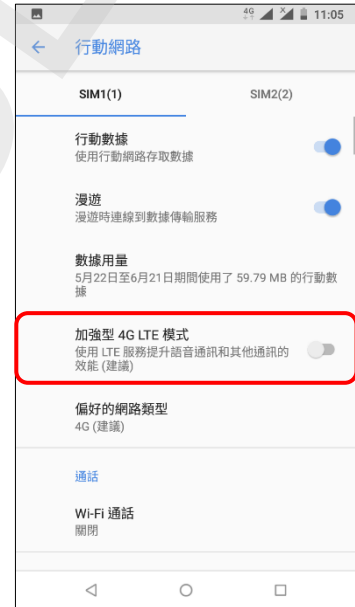 4G 11:05
行動網路
SIM1(1) SIM2(2)
行動數據
使用行動網路存取數據
漫遊
漫遊時連線到數據傳輸服務
數據用量
5月22日至6月21日期間使用了 59.79 MB 的行動數
據
加強型 4G LTE 模式
使用 LTE 服務提升語音通訊和其他通訊的
效能 (建議)
偏好的網路類型
4G (建議)
通話
Wi-Fi 通話
關閉